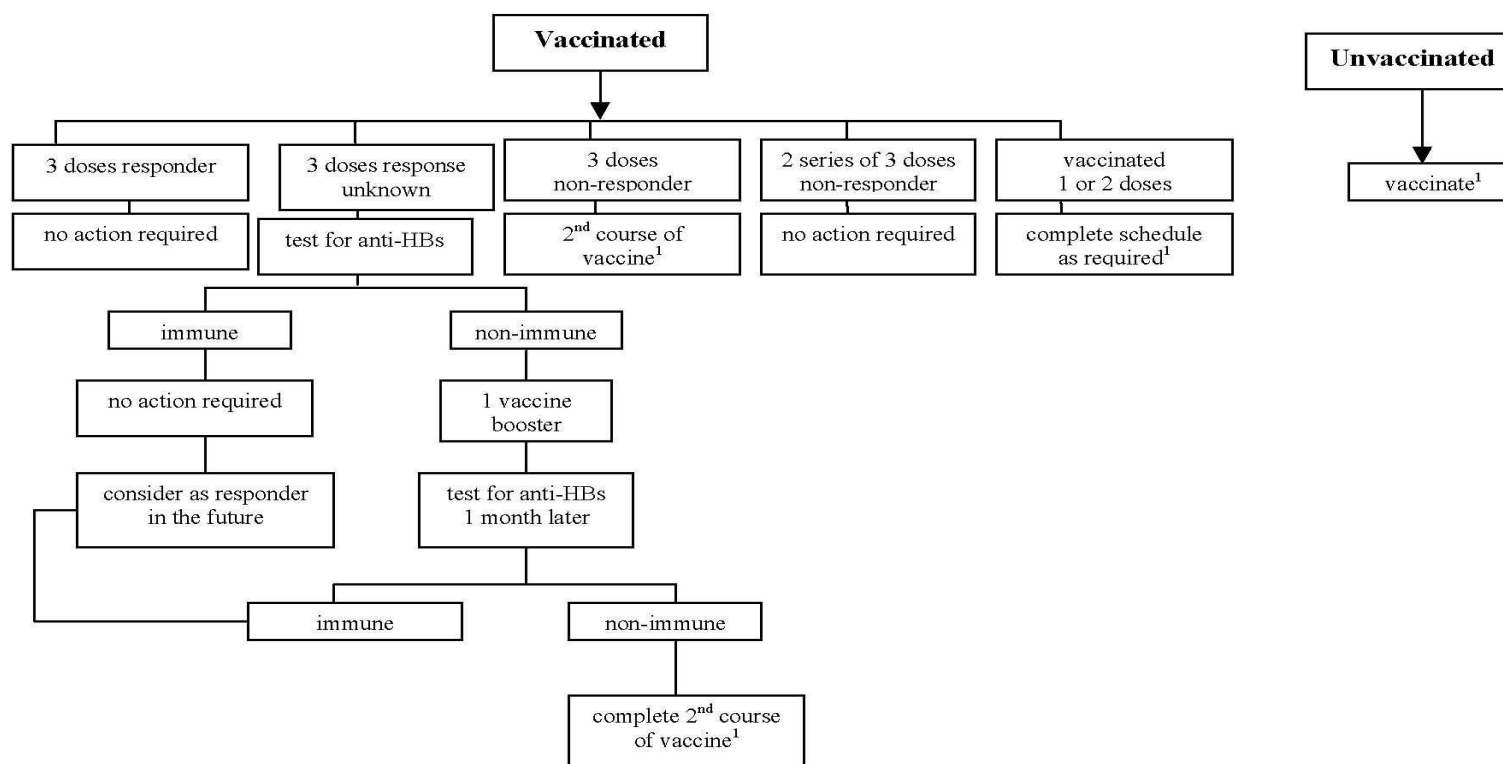 Vaccinated
Unvaccinated
3 doses responder
3 doses response
unknown
3 doses
non-responder
2 series of 3 doses
non-responder
vaccinated
1 or 2 doses
vaccinate¹
no action required
test for anti-HBs
2ⁿᵈ course of
vaccine¹
no action required
complete schedule
as required¹
immune
non-immune
no action required
1 vaccine
booster
consider as responder
in the future
test for anti-HBs
1 month later
immune
non-immune
complete 2ⁿᵈ course
of vaccine¹